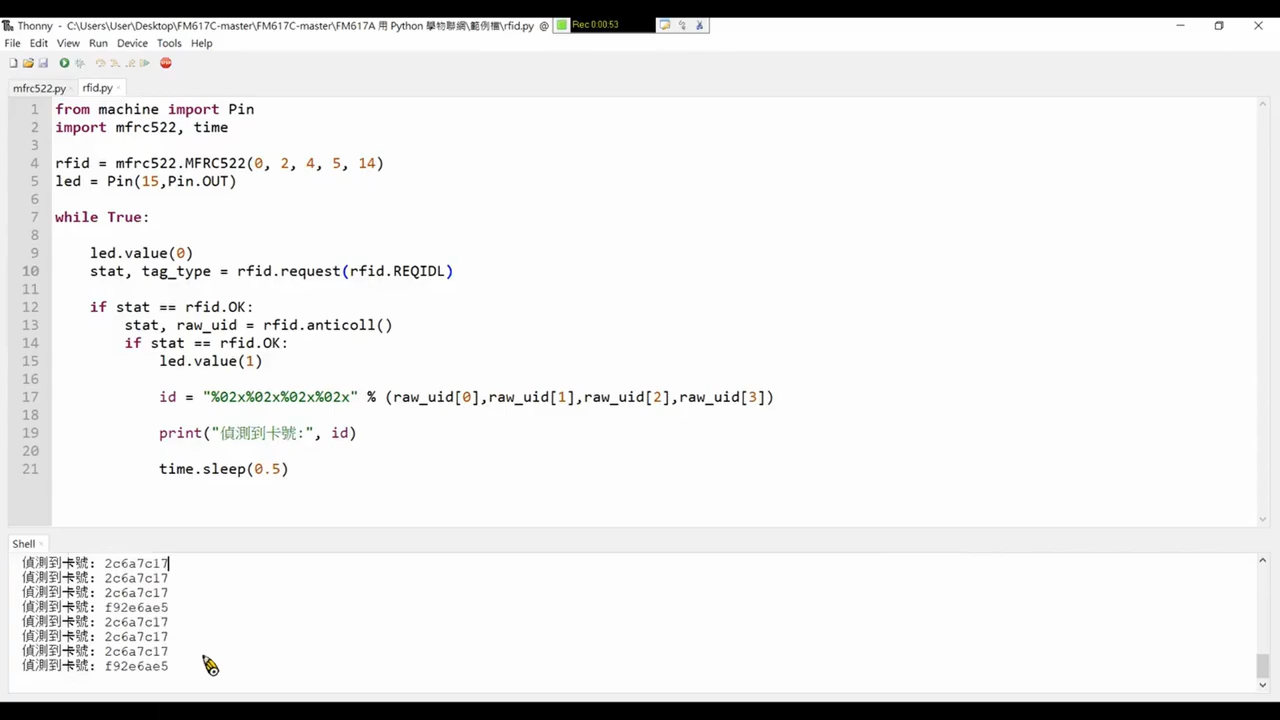 Thonny - C:\Users\User\Desktop\FM617C-master\FM617C-master\FM617A 用 Python 學物聯網\範例檔\rfid.py @
Rec 0:00:53
File Edit View Run Device Tools Help
mfrc522.py rfid.py
1 from machine import Pin
2 import mfrc522, time
3
4 rfid = mfrc522.MFRC522(0, 2, 4, 5, 14)
5 led = Pin(15,Pin.OUT)
6
7 while True:
8
9 led.value(0)
10 stat, tag_type = rfid.request(rfid.REQIDL)
11
12 if stat == rfid.OK:
13 stat, raw_uid = rfid.anticoll()
14 if stat == rfid.OK:
15 led.value(1)
16
17 id = "%02x%02x%02x%02x" % (raw_uid[0],raw_uid[1],raw_uid[2],raw_uid[3])
18
19 print("偵測到卡號:", id)
20
21 time.sleep(0.5)
Shell
偵測到卡號: 2c6a7c17
偵測到卡號: 2c6a7c17
偵測到卡號: 2c6a7c17
偵測到卡號: f92e6ae5
偵測到卡號: 2c6a7c17
偵測到卡號: 2c6a7c17
偵測到卡號: 2c6a7c17
偵測到卡號: f92e6ae5